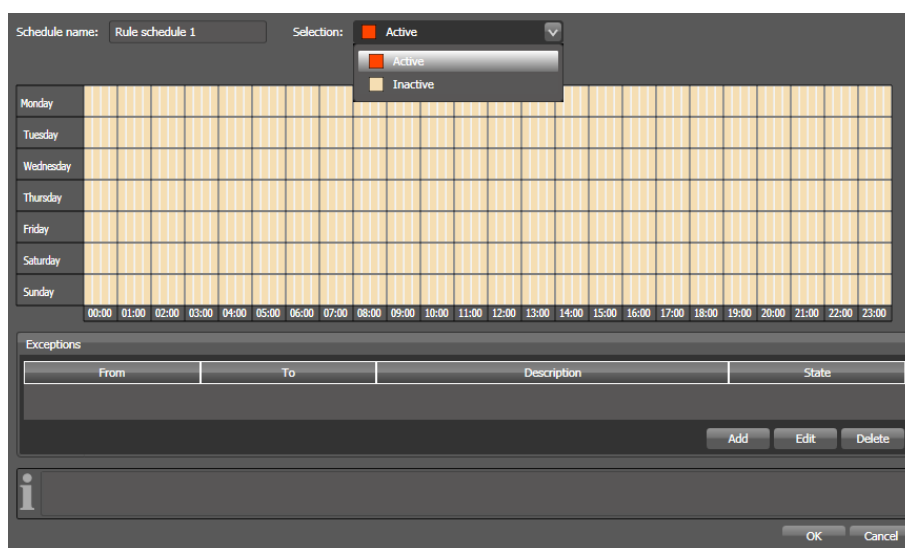 Schedule name: Rule schedule 1 Selection: Active
Active
Inactive
Monday
Tuesday
Wednesday
Thursday
Friday
Saturday
Sunday
00:00 01:00 02:00 03:00 04:00 05:00 06:00 07:00 08:00 09:00 10:00 11:00 12:00 13:00 14:00 15:00 16:00 17:00 18:00 19:00 20:00 21:00 22:00 23:00
Exceptions
From To Description State
Add Edit Delete
OK Cancel